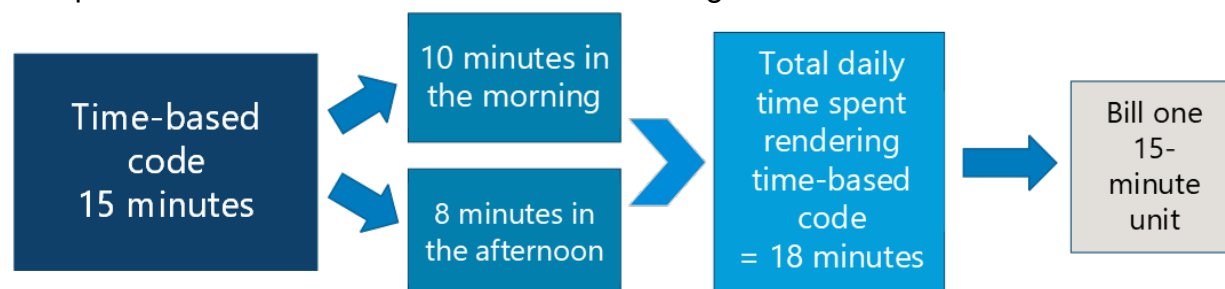 Time-based
code
15 minutes
10 minutes in
the morning
8 minutes in
the afternoon
Total daily
time spent
rendering
time-based
code
= 18 minutes
Bill one
15-
minute
unit